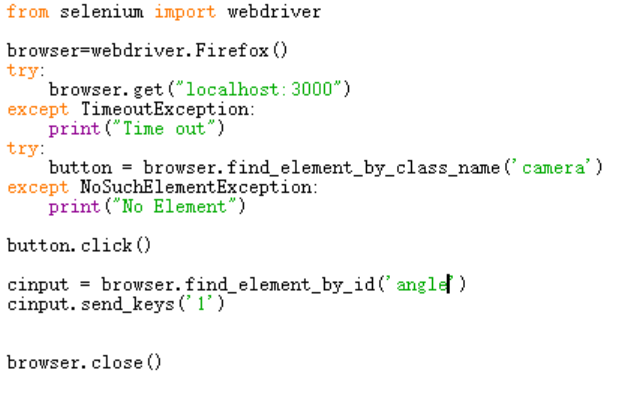 from selenium import webdriver
browser=webdriver.Firefox()
try:
    browser.get("localhost:3000")
except TimeoutException:
    print("Time out")
try:
    button = browser.find_element_by_class_name('camera')
except NoSuchElementException:
    print("No Element")
button.click()
cinput = browser.find_element_by_id('angle')
cinput.send_keys('1')
browser.close()